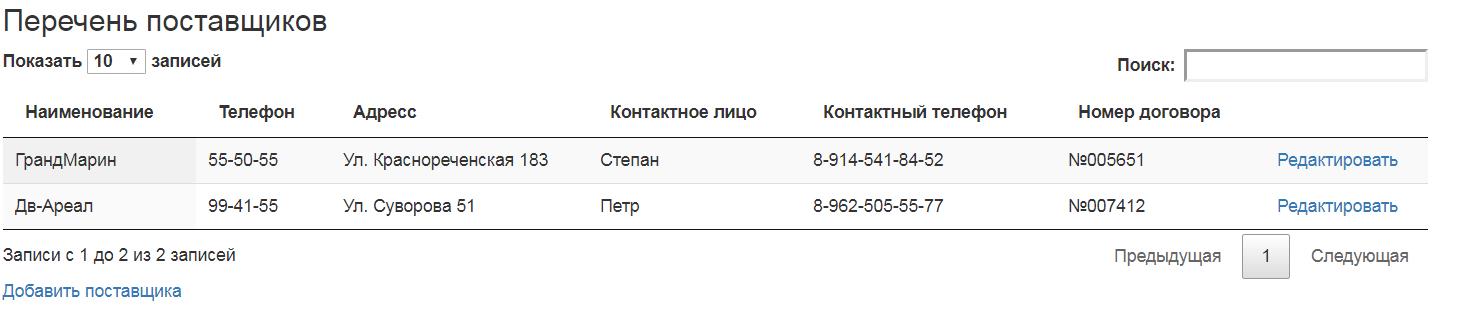 Перечень поставщиков
Показать 10 записей
Поиск:
Наименование Телефон Адресс Контактное лицо Контактный телефон Номер договора
ГрандМарин 55-50-55 Ул. Краснореченская 183 Степан 8-914-541-84-52 №005651 Редактировать
Дв-Ареал 99-41-55 Ул. Суворова 51 Петр 8-962-505-55-77 №007412 Редактировать
Записи с 1 до 2 из 2 записей
Предыдущая 1 Следующая
Добавить поставщика